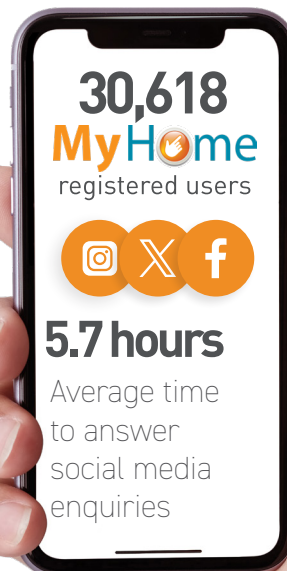 30,618
MyHome
registered users
5.7 hours
Average time
to answer
social media
enquiries